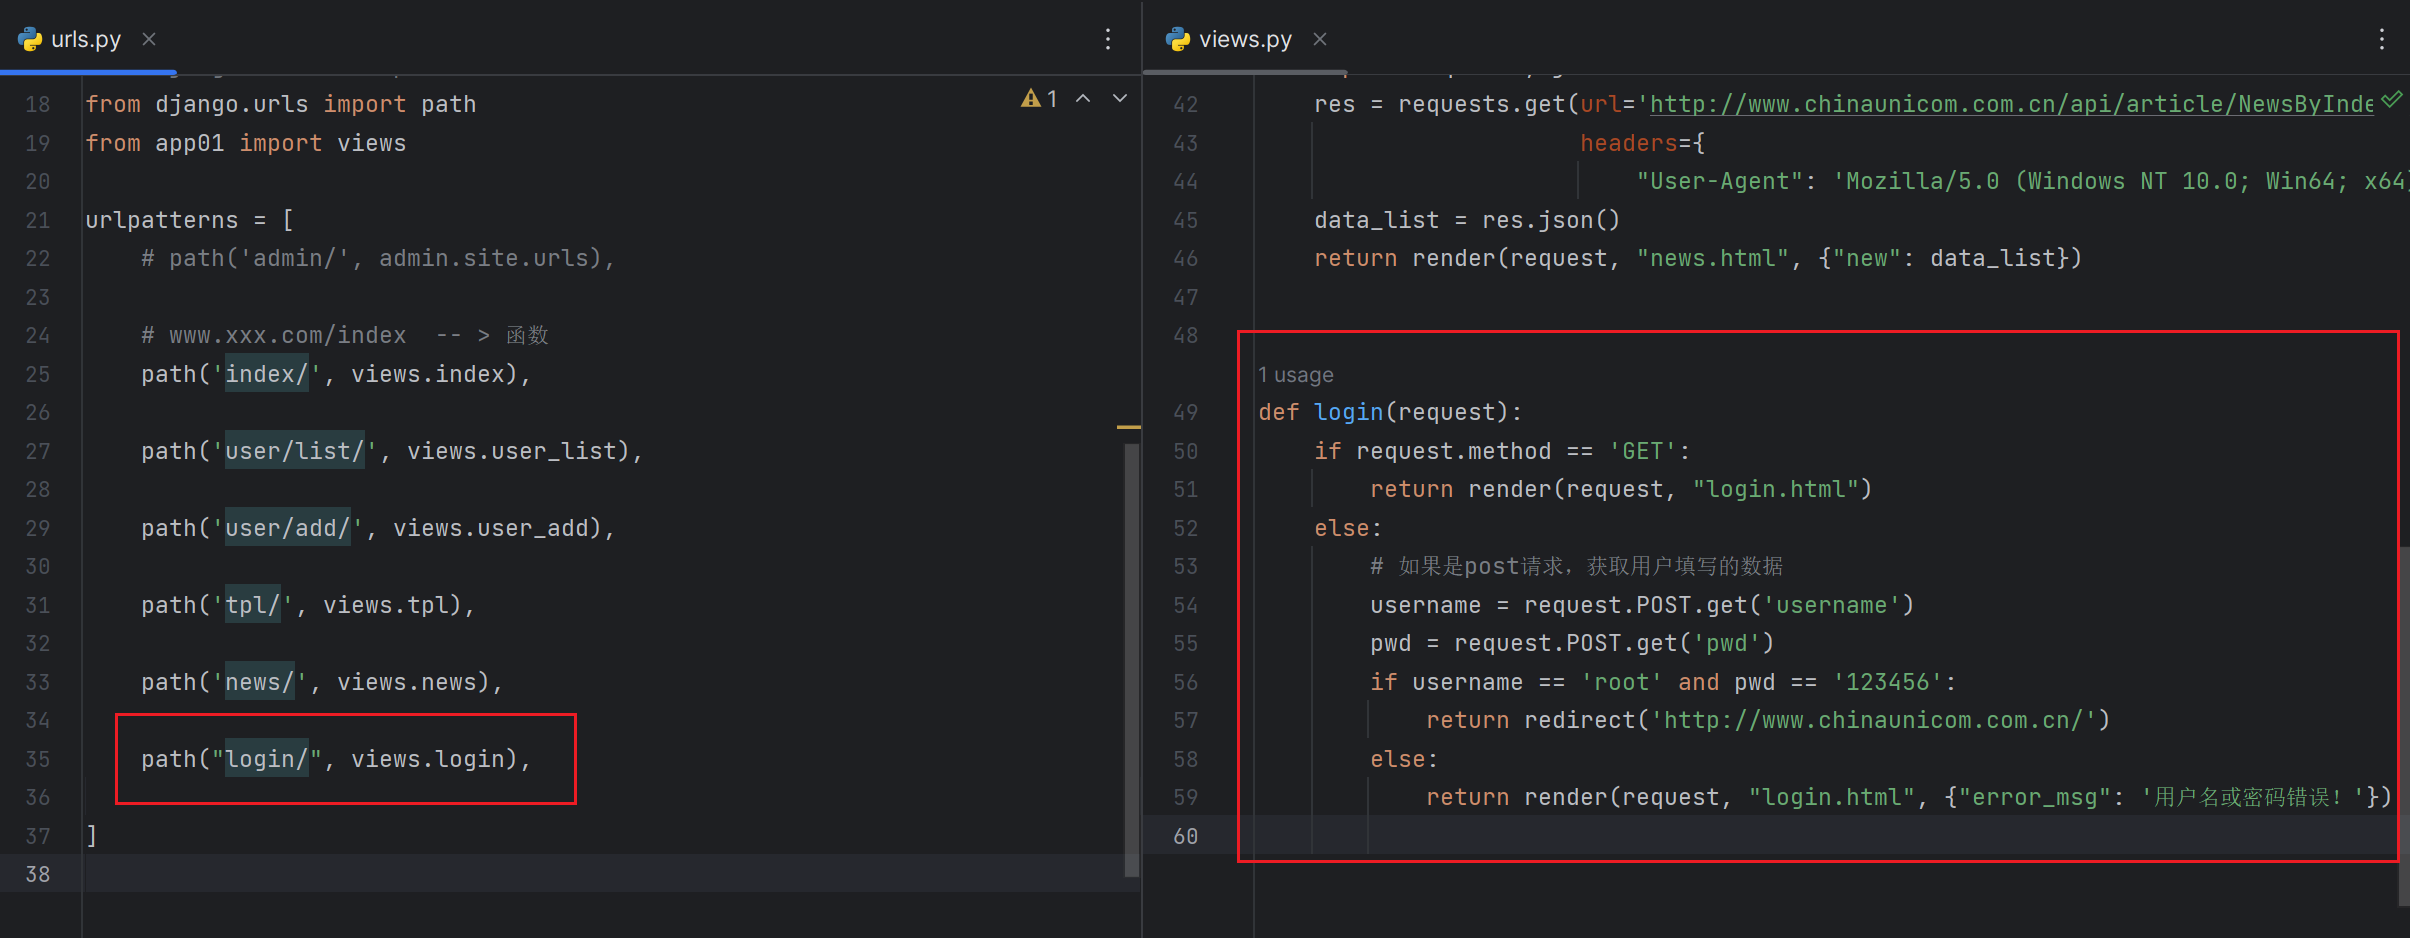 urls.py
18 from django.urls import path
19 from app01 import views
20
21 urlpatterns = [
22 # path('admin/', admin.site.urls),
23
24 # www.xxx.com/index -- > 函数
25 path('index/', views.index),
26
27 path('user/list/', views.user_list),
28
29 path('user/add/', views.user_add),
30
31 path('tpl/', views.tpl),
32
33 path('news/', views.news),
34
35 path("login/", views.login),
36
37 ]
38
1
views.py
42 res = requests.get(url='http://www.chinaunicom.com.cn/api/article/NewsByInde
43 headers={
44 "User-Agent": 'Mozilla/5.0 (Windows NT 10.0; Win64; x64)
45 data_list = res.json()
46 return render(request, "news.html", {"new": data_list})
47
48
1 usage
49 def login(request):
50 if request.method == 'GET':
51 return render(request, "login.html")
52 else:
53 # 如果是post请求，获取用户填写的数据
54 username = request.POST.get('username')
55 pwd = request.POST.get('pwd')
56 if username == 'root' and pwd == '123456':
57 return redirect('http://www.chinaunicom.com.cn/')
58 else:
59 return render(request, "login.html", {"error_msg": '用户名或密码错误！'})
60